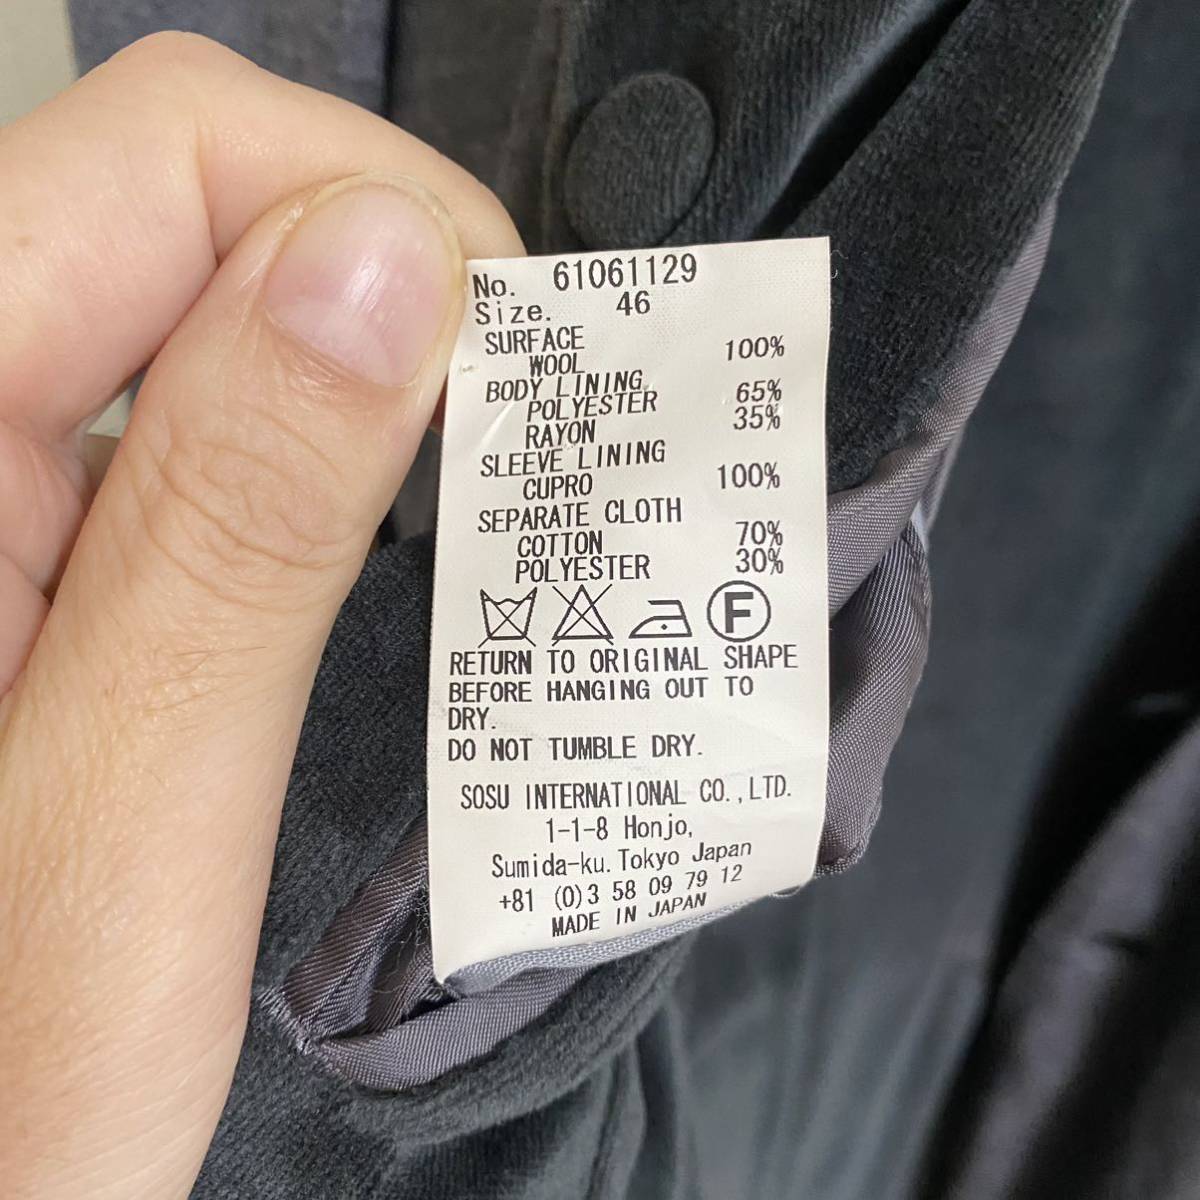 No. 61061129
Size. 46
SURFACE
WOOL 100%
BODY LINING
POLYESTER 65%
RAYON 35%
SLEEVE LINING
CUPRO 100%
SEPARATE CLOTH
COTTON 70%
POLYESTER 30%
F
RETURN TO ORIGINAL SHAPE
BEFORE HANGING OUT TO
DRY.
DO NOT TUMBLE DRY.
SOSU INTERNATIONAL CO.,LTD.
1-1-8 Honjo,
Sumida-ku. Tokyo Japan
+81 (0)3 58 09 79 12
MADE IN JAPAN